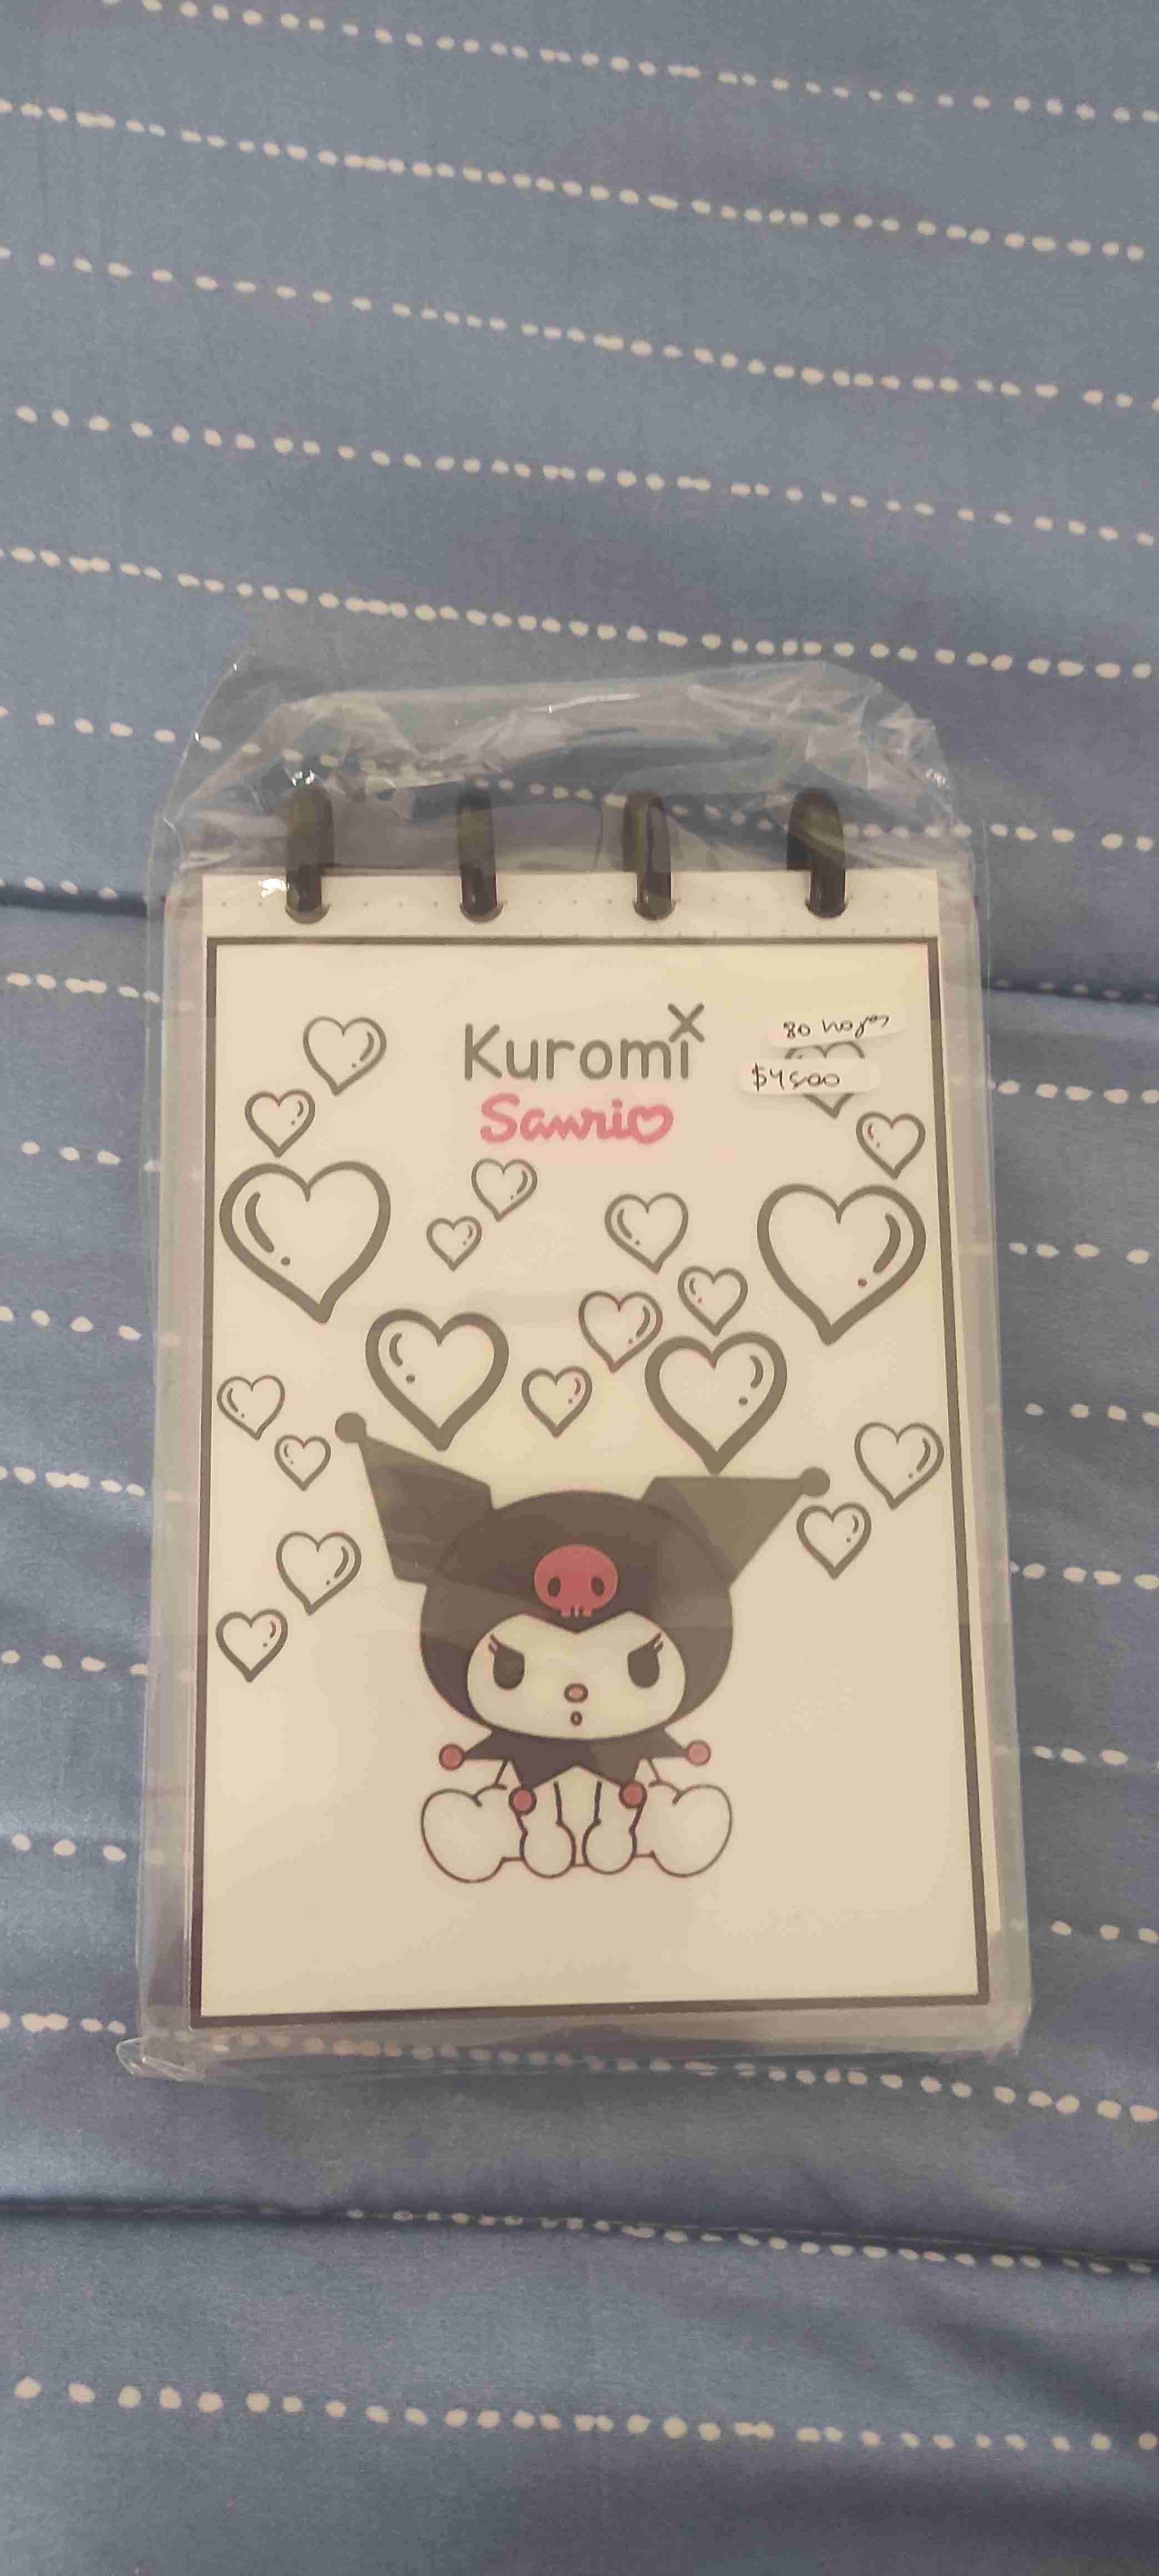 Kuromi x
Sanrio
80 hojas
$4500